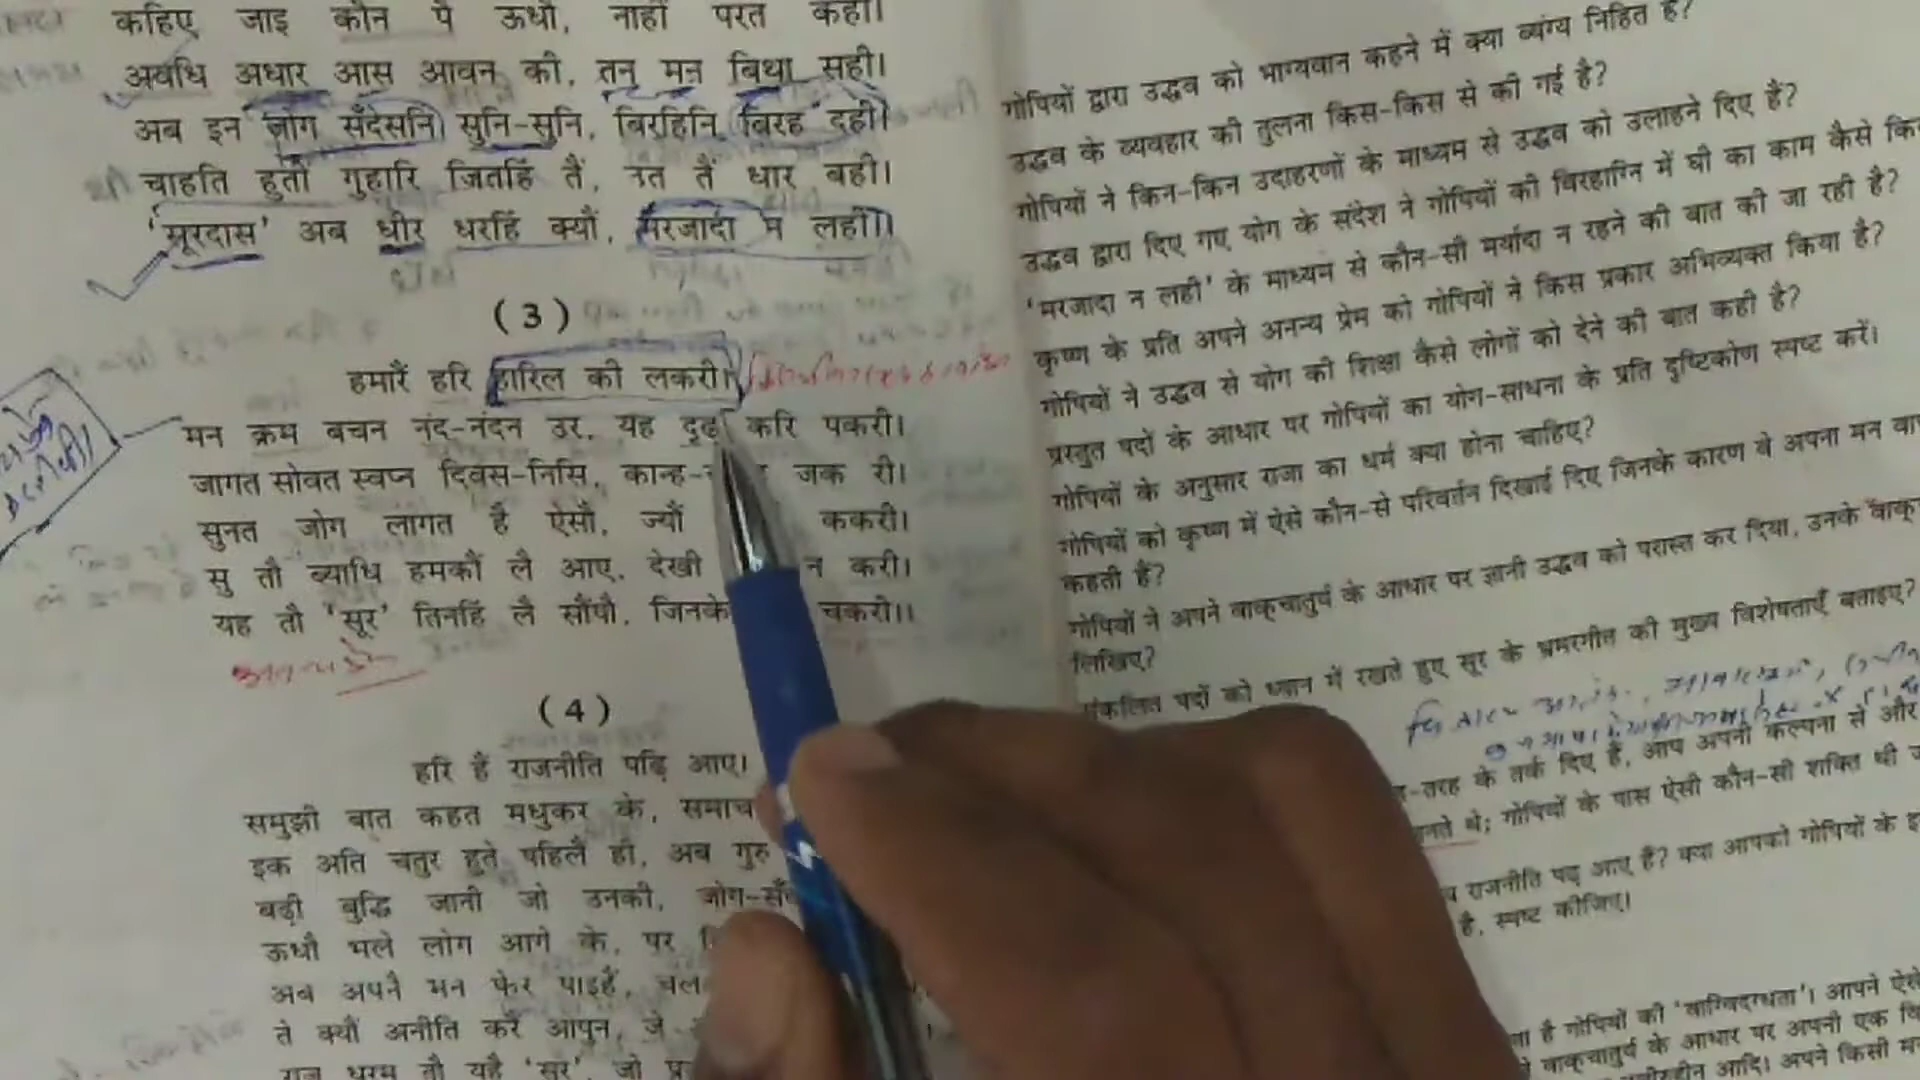 कहिए जाइ कौन पै ऊधौ, नाहीं परत कही।
अवधि अधार आस आवन की, तन मन बिथा सही।
अब इन जोग सँदेसनि सुनि-सुनि, बिरहिनि बिरह दही।
चाहति हुतीं गुहारि जितहिं तैं, उत तैं धार बही।
'सूरदास' अब धीर धरहिं क्यौं, मरजादा न लही।।
(3)
हमारैं हरि हारिल की लकरी।
मन क्रम बचन नंद-नंदन उर, यह दृढ़ करि पकरी।
जागत सोवत स्वप्न दिवस-निसि, कान्ह- जक री।
सुनत जोग लागत है ऐसौ, ज्यौं ककरी।
सु तौ ब्याधि हमकौं लै आए, देखी न करी।
यह तौ 'सूर' तिनहिं लै सौंपौ, जिनके चकरी।।
(4)
हरि हैं राजनीति पढ़ि आए।
समुझी बात कहत मधुकर के, समाच
इक अति चतुर हुते पहिलैं ही, अब गुरु
बढ़ी बुद्धि जानी जो उनकी, जोग-सँ
ऊधौ भले लोग आगे के, पर
अब अपनै मन फेर पाइहैं, चल
ते क्यौं अनीति करैं आपुन, जे
राज धरम तौ यहै 'सूर', जो प्र
गोपियों द्वारा उद्धव को भाग्यवान कहने में क्या व्यंग्य निहित है?
उद्धव के व्यवहार की तुलना किस-किस से की गई है?
गोपियों ने किन-किन उदाहरणों के माध्यम से उद्धव को उलाहने दिए हैं?
उद्धव द्वारा दिए गए योग के संदेश ने गोपियों की विरहाग्नि में घी का काम कैसे कि
'मरजादा न लही' के माध्यम से कौन-सी मर्यादा न रहने की बात की जा रही है?
कृष्ण के प्रति अपने अनन्य प्रेम को गोपियों ने किस प्रकार अभिव्यक्त किया है?
गोपियों ने उद्धव से योग की शिक्षा कैसे लोगों को देने की बात कही है?
प्रस्तुत पदों के आधार पर गोपियों का योग-साधना के प्रति दृष्टिकोण स्पष्ट करें।
गोपियों के अनुसार राजा का धर्म क्या होना चाहिए?
गोपियों को कृष्ण में ऐसे कौन-से परिवर्तन दिखाई दिए जिनके कारण वे अपना मन वा
कहती हैं?
गोपियों ने अपने वाक्चातुर्य के आधार पर ज्ञानी उद्धव को परास्त कर दिया, उनके वाक्
लिखिए?
संकलित पदों को ध्यान में रखते हुए सूर के भ्रमरगीत की मुख्य विशेषताएँ बताइए?
-तरह के तर्क दिए हैं, आप अपनी कल्पना से और
नते थे; गोपियों के पास ऐसी कौन-सी शक्ति थी ज
राजनीति पढ़ आए हैं? क्या आपको गोपियों के इ
है, स्पष्ट कीजिए।
है गोपियों की 'वाग्विदग्धता'। आपने ऐसे
वाक्चातुर्य के आधार पर अपनी एक वि
आदि। अपने किसी म